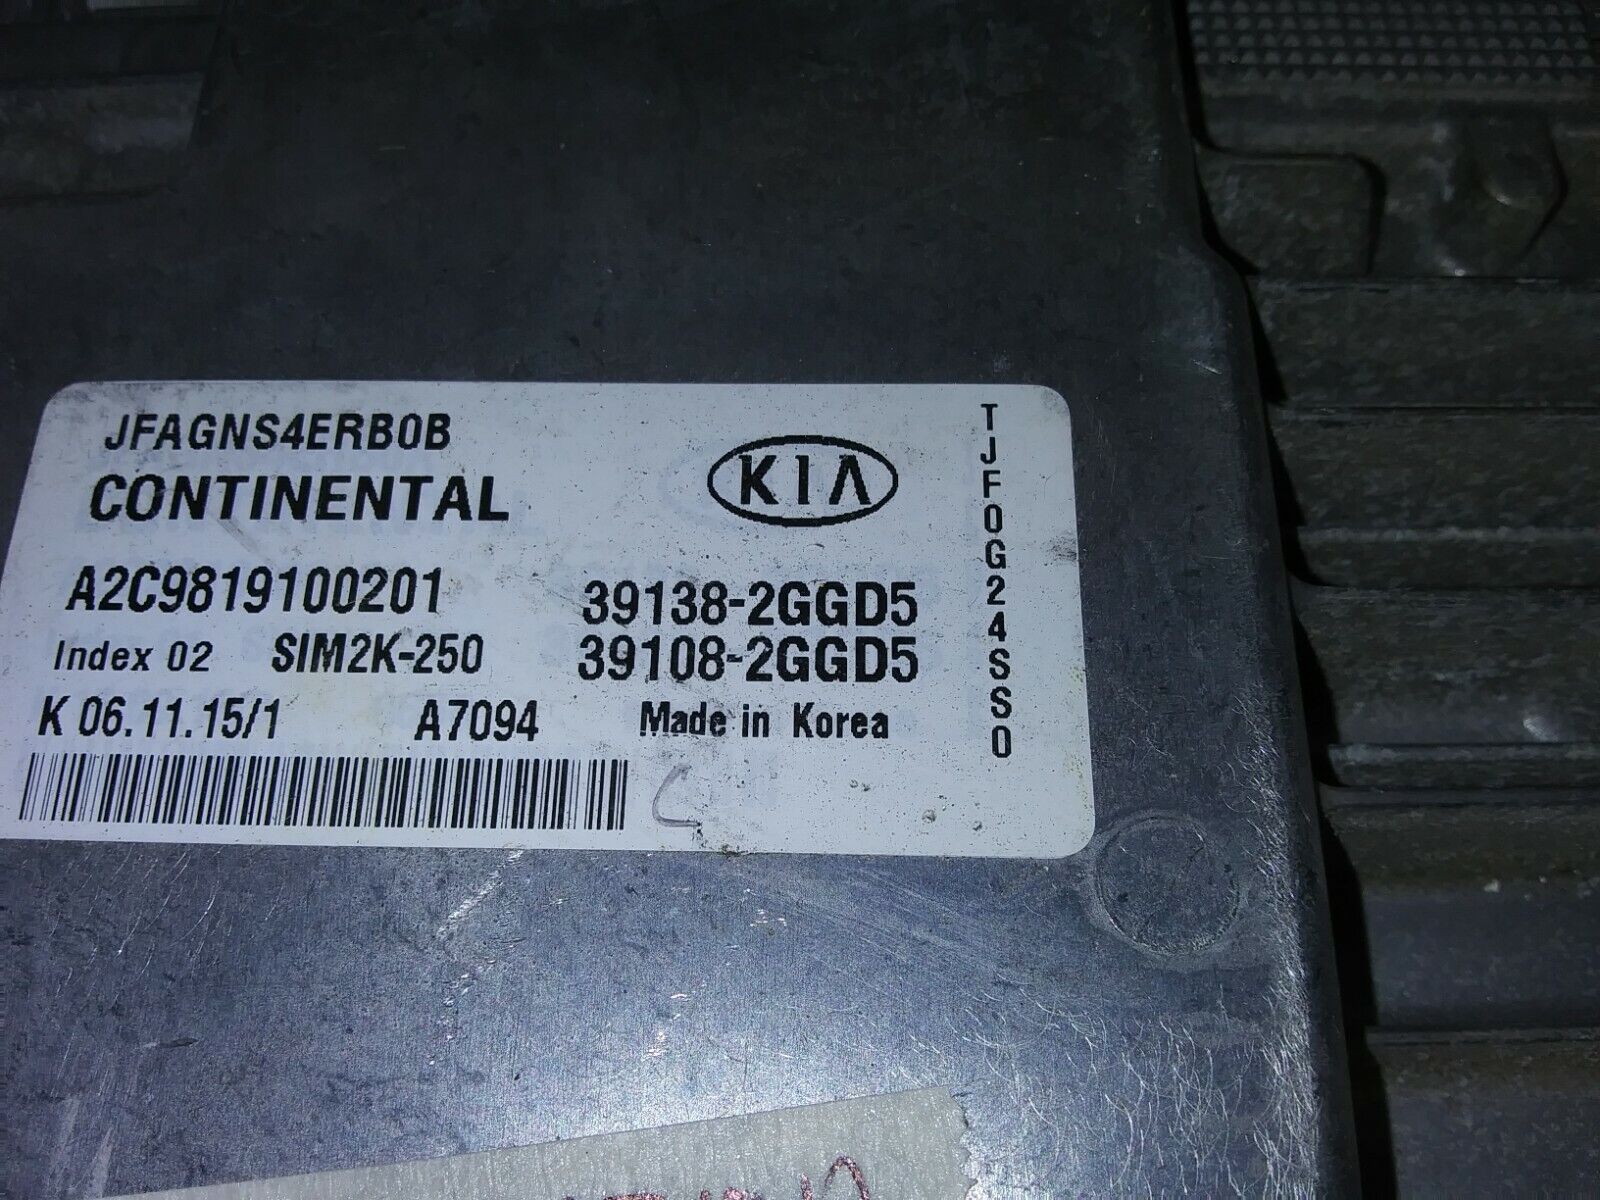 JFAGNS4ERB0B
CONTINENTAL
KIA
A2C9819100201
39138-2GGD5
Index 02 SIM2K-250
39108-2GGD5
K 06.11.15/1 A7094 Made in Korea
TJF0G24SS0